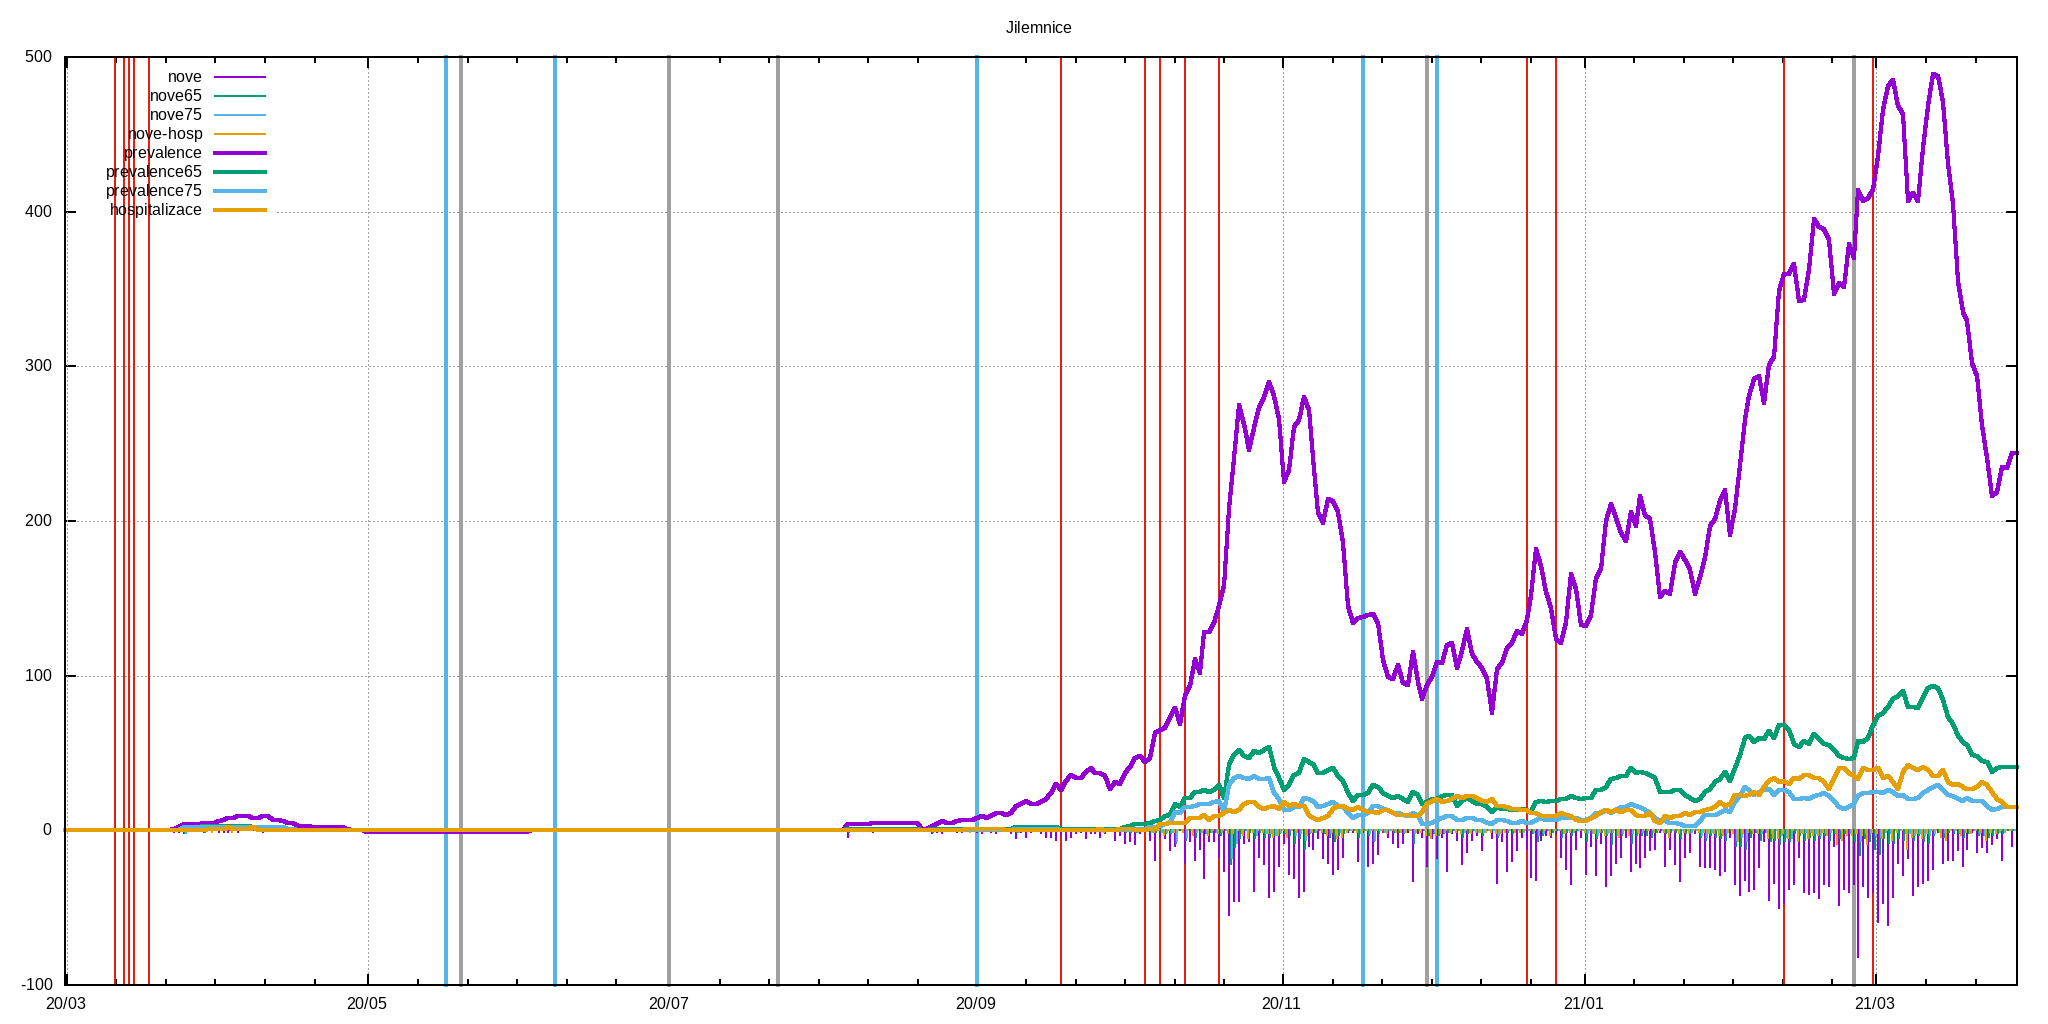 Jilemnice
500
nove
nove65
nove75
nove-hosp
prevalence
prevalence65
prevalence75
hospitalizace
400
300
200
100
0
-100
20/03 20/05 20/07 20/09 20/11 21/01 21/03